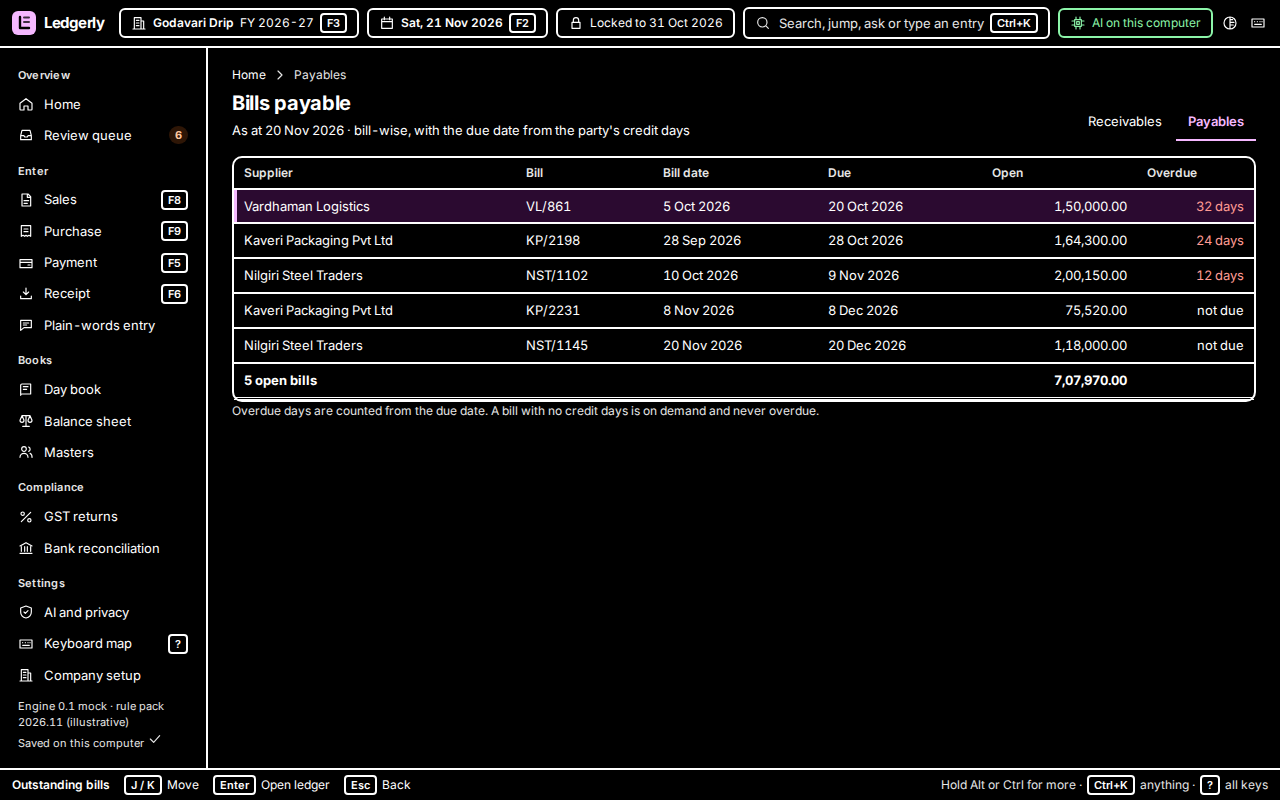 Ledgerly Godavari Drip FY 2026-27 F3 Sat, 21 Nov 2026 F2 Locked to 31 Oct 2026 Search, jump, ask or type an entry Ctrl+K AI on this computer
Overview
Home
Review queue 6
Enter
Sales F8
Purchase F9
Payment F5
Receipt F6
Plain-words entry
Books
Day book
Balance sheet
Masters
Compliance
GST returns
Bank reconciliation
Settings
AI and privacy
Keyboard map ?
Company setup
Engine 0.1 mock · rule pack
2026.11 (illustrative)
Saved on this computer
Home Payables
Bills payable
As at 20 Nov 2026 · bill-wise, with the due date from the party's credit days
Receivables Payables
Supplier Bill Bill date Due Open Overdue
Vardhaman Logistics VL/861 5 Oct 2026 20 Oct 2026 1,50,000.00 32 days
Kaveri Packaging Pvt Ltd KP/2198 28 Sep 2026 28 Oct 2026 1,64,300.00 24 days
Nilgiri Steel Traders NST/1102 10 Oct 2026 9 Nov 2026 2,00,150.00 12 days
Kaveri Packaging Pvt Ltd KP/2231 8 Nov 2026 8 Dec 2026 75,520.00 not due
Nilgiri Steel Traders NST/1145 20 Nov 2026 20 Dec 2026 1,18,000.00 not due
5 open bills 7,07,970.00
Overdue days are counted from the due date. A bill with no credit days is on demand and never overdue.
Outstanding bills J / K Move Enter Open ledger Esc Back Hold Alt or Ctrl for more · Ctrl+K anything · ? all keys